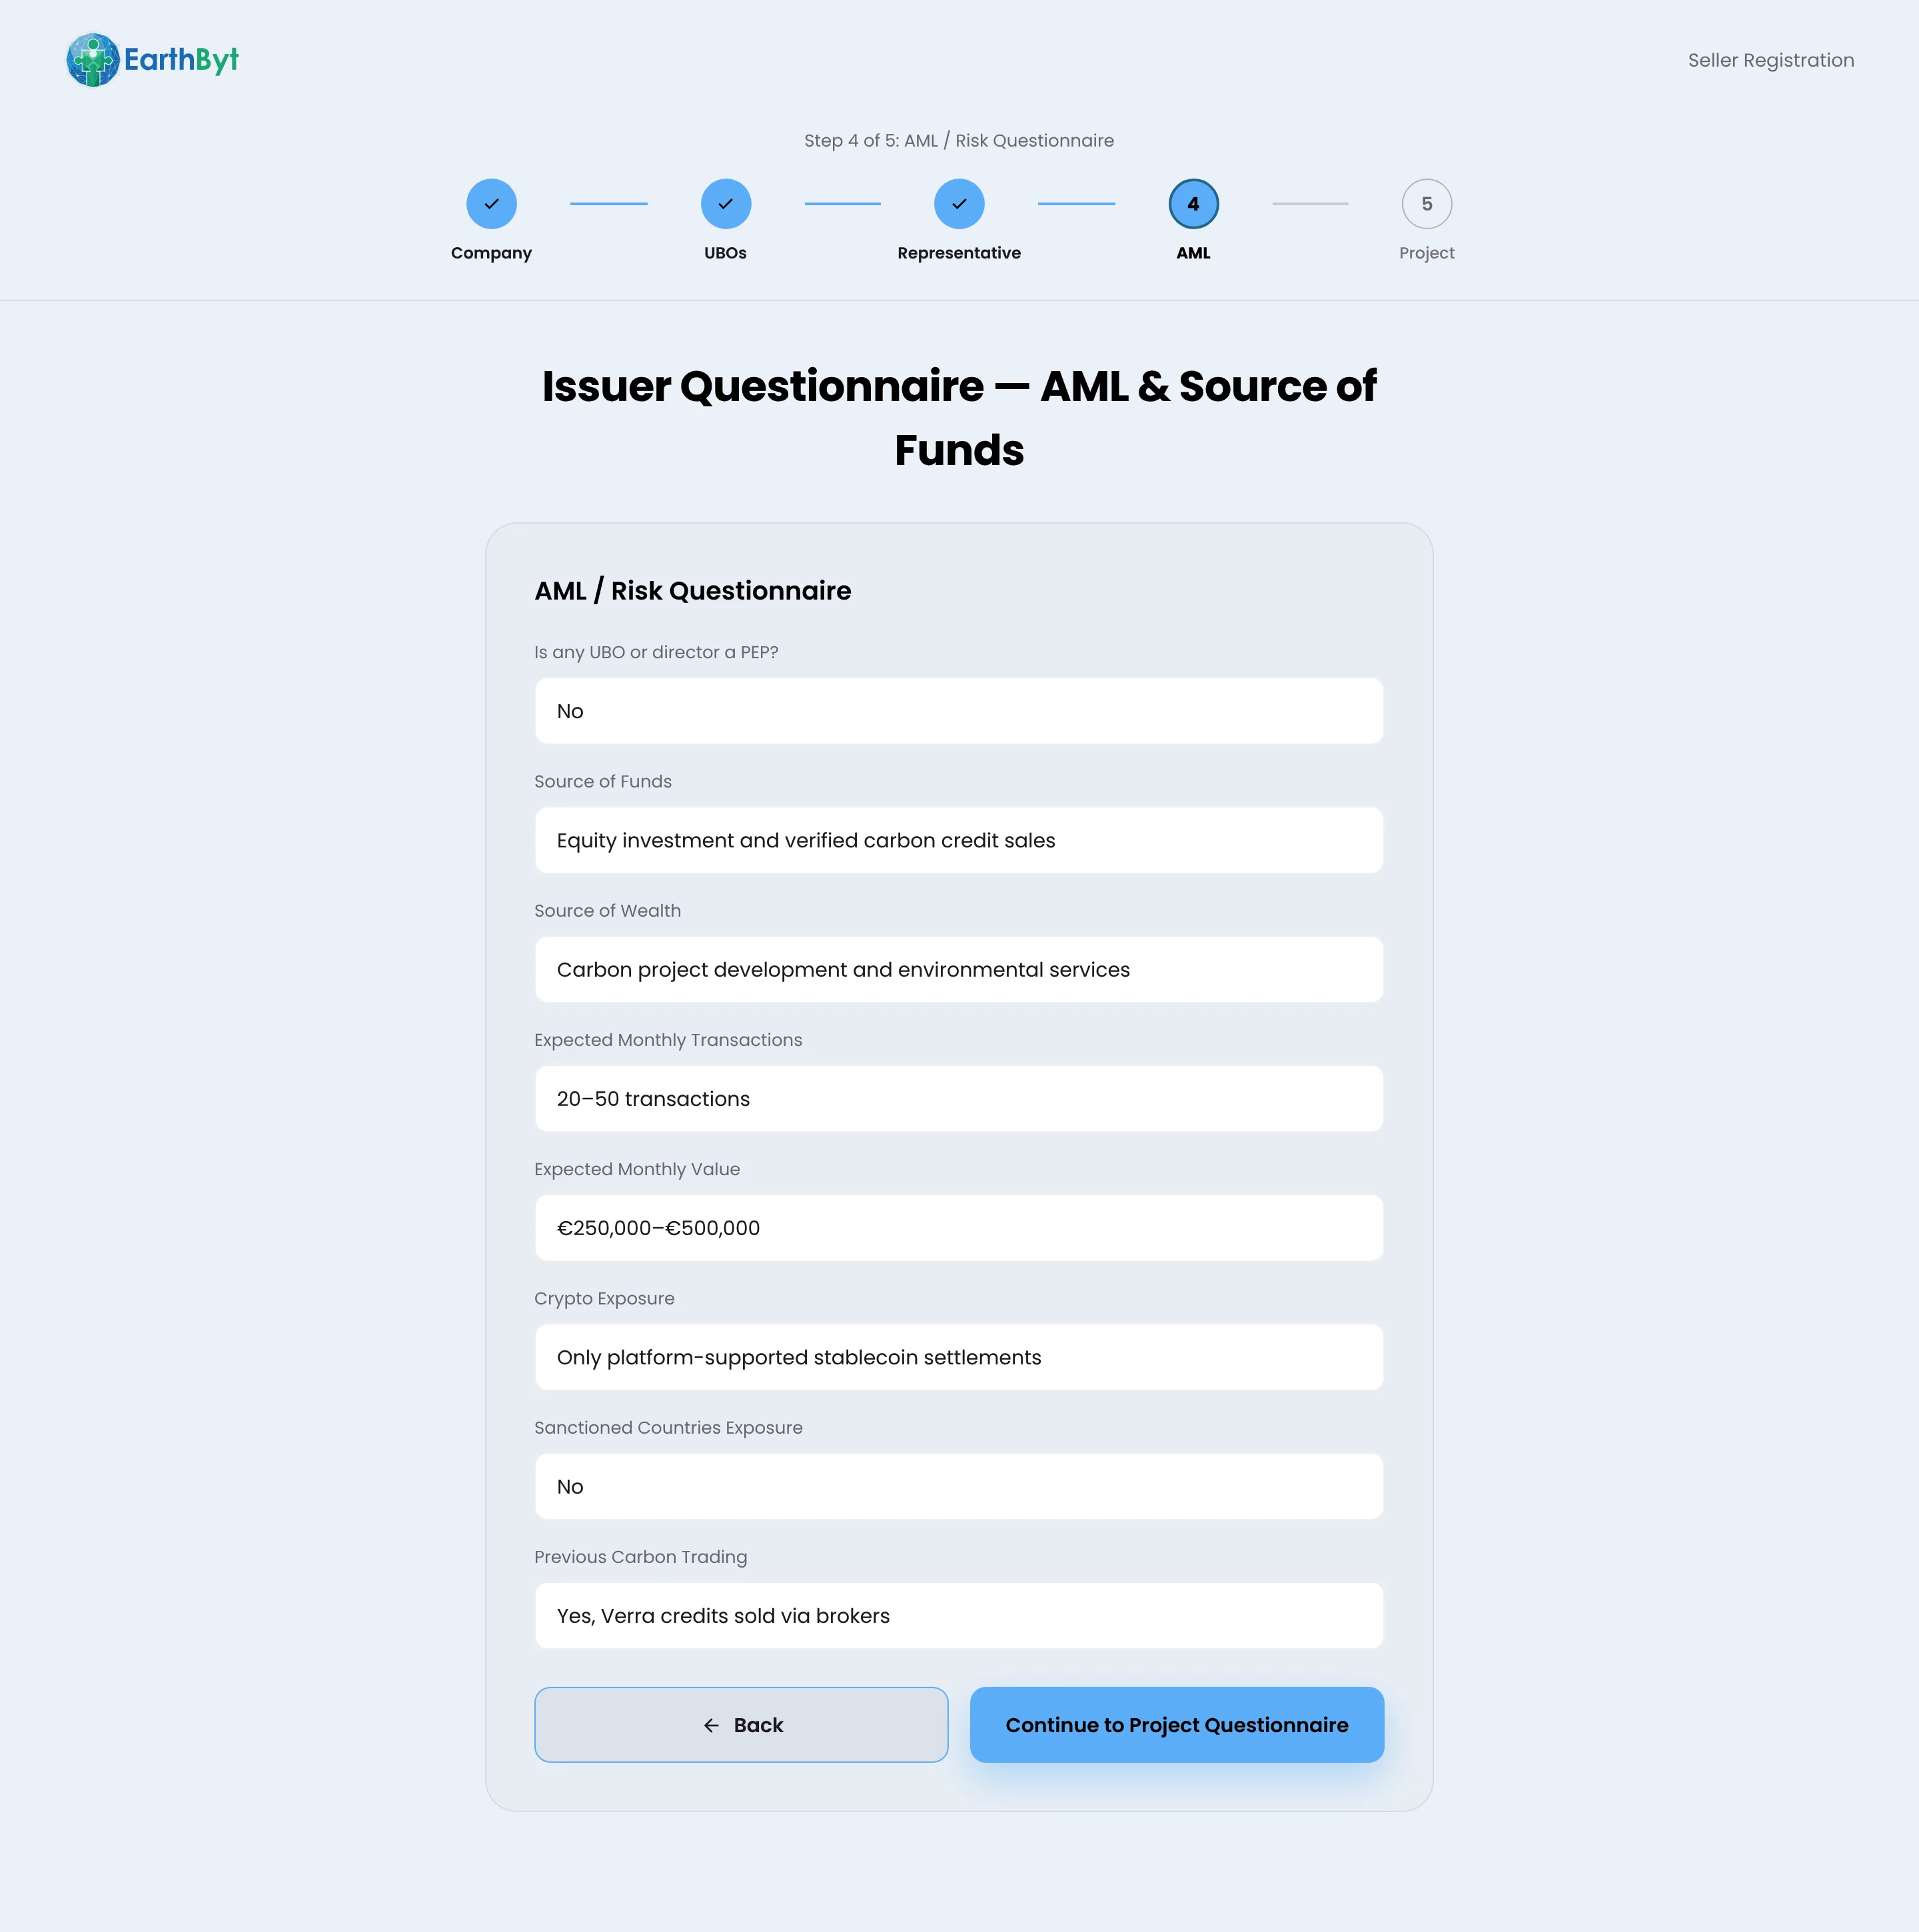 EarthByt
Seller Registration
Step 4 of 5: AML / Risk Questionnaire
4
5
Company
UBOs
Representative
AML
Project
Issuer Questionnaire — AML & Source of
Funds
AML / Risk Questionnaire
Is any UBO or director a PEP?
No
Source of Funds
Equity investment and verified carbon credit sales
Source of Wealth
Carbon project development and environmental services
Expected Monthly Transactions
20–50 transactions
Expected Monthly Value
€250,000–€500,000
Crypto Exposure
Only platform-supported stablecoin settlements
Sanctioned Countries Exposure
No
Previous Carbon Trading
Yes, Verra credits sold via brokers
← Back
Continue to Project Questionnaire